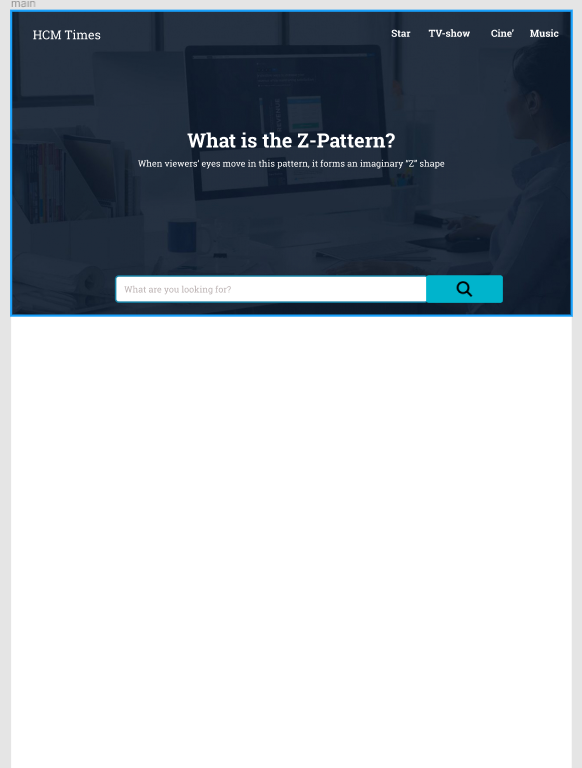 main
HCM Times
Star TV-show Cine' Music
What is the Z-Pattern?
When viewers' eyes move in this pattern, it forms an imaginary "Z" shape
What are you looking for?